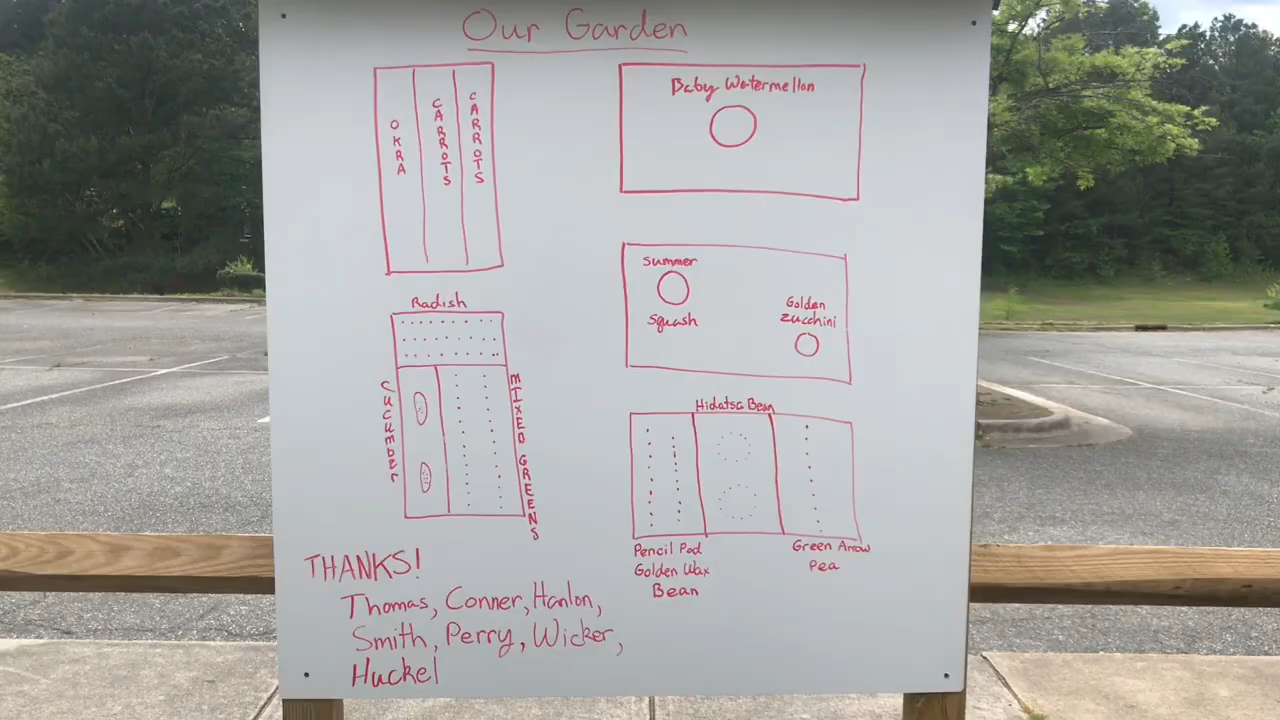 Our Garden
OKRA
CARROTS
CARROTS
Baby Watermellon
Summer
Squash
Golden
Zucchini
Radish
Cucumber
MIXED GREENS
Hidatsa Bean
Pencil Pod
Golden Wax
Bean
Green Arrow
Pea
THANKS!
Thomas, Conner, Hanlon,
Smith, Perry, Wicker,
Huckel